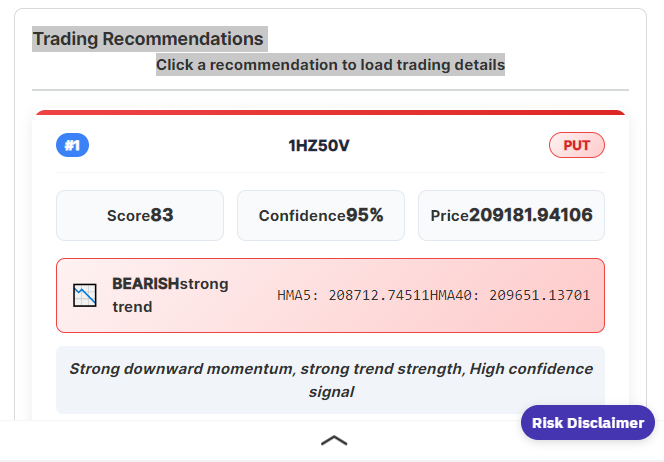 Trading Recommendations
Click a recommendation to load trading details
#1 1HZ50V PUT
Score83 Confidence95% Price209181.94106
BEARISHstrong
trend
HMA5: 208712.74511HMA40: 209651.13701
Strong downward momentum, strong trend strength, High confidence
signal
Risk Disclaimer